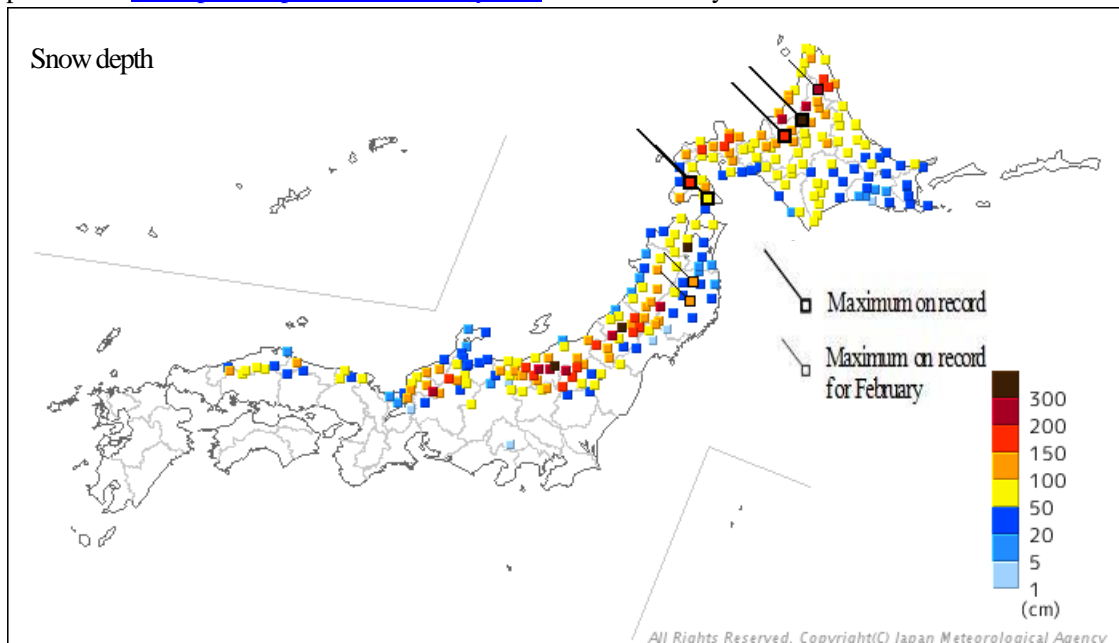 Snow depth
Maximum on record
Maximum on record
for February
300
200
150
100
50
20
5
1
(cm)
All Rights Reserved. Copyright(C) Japan Meteorological Agency